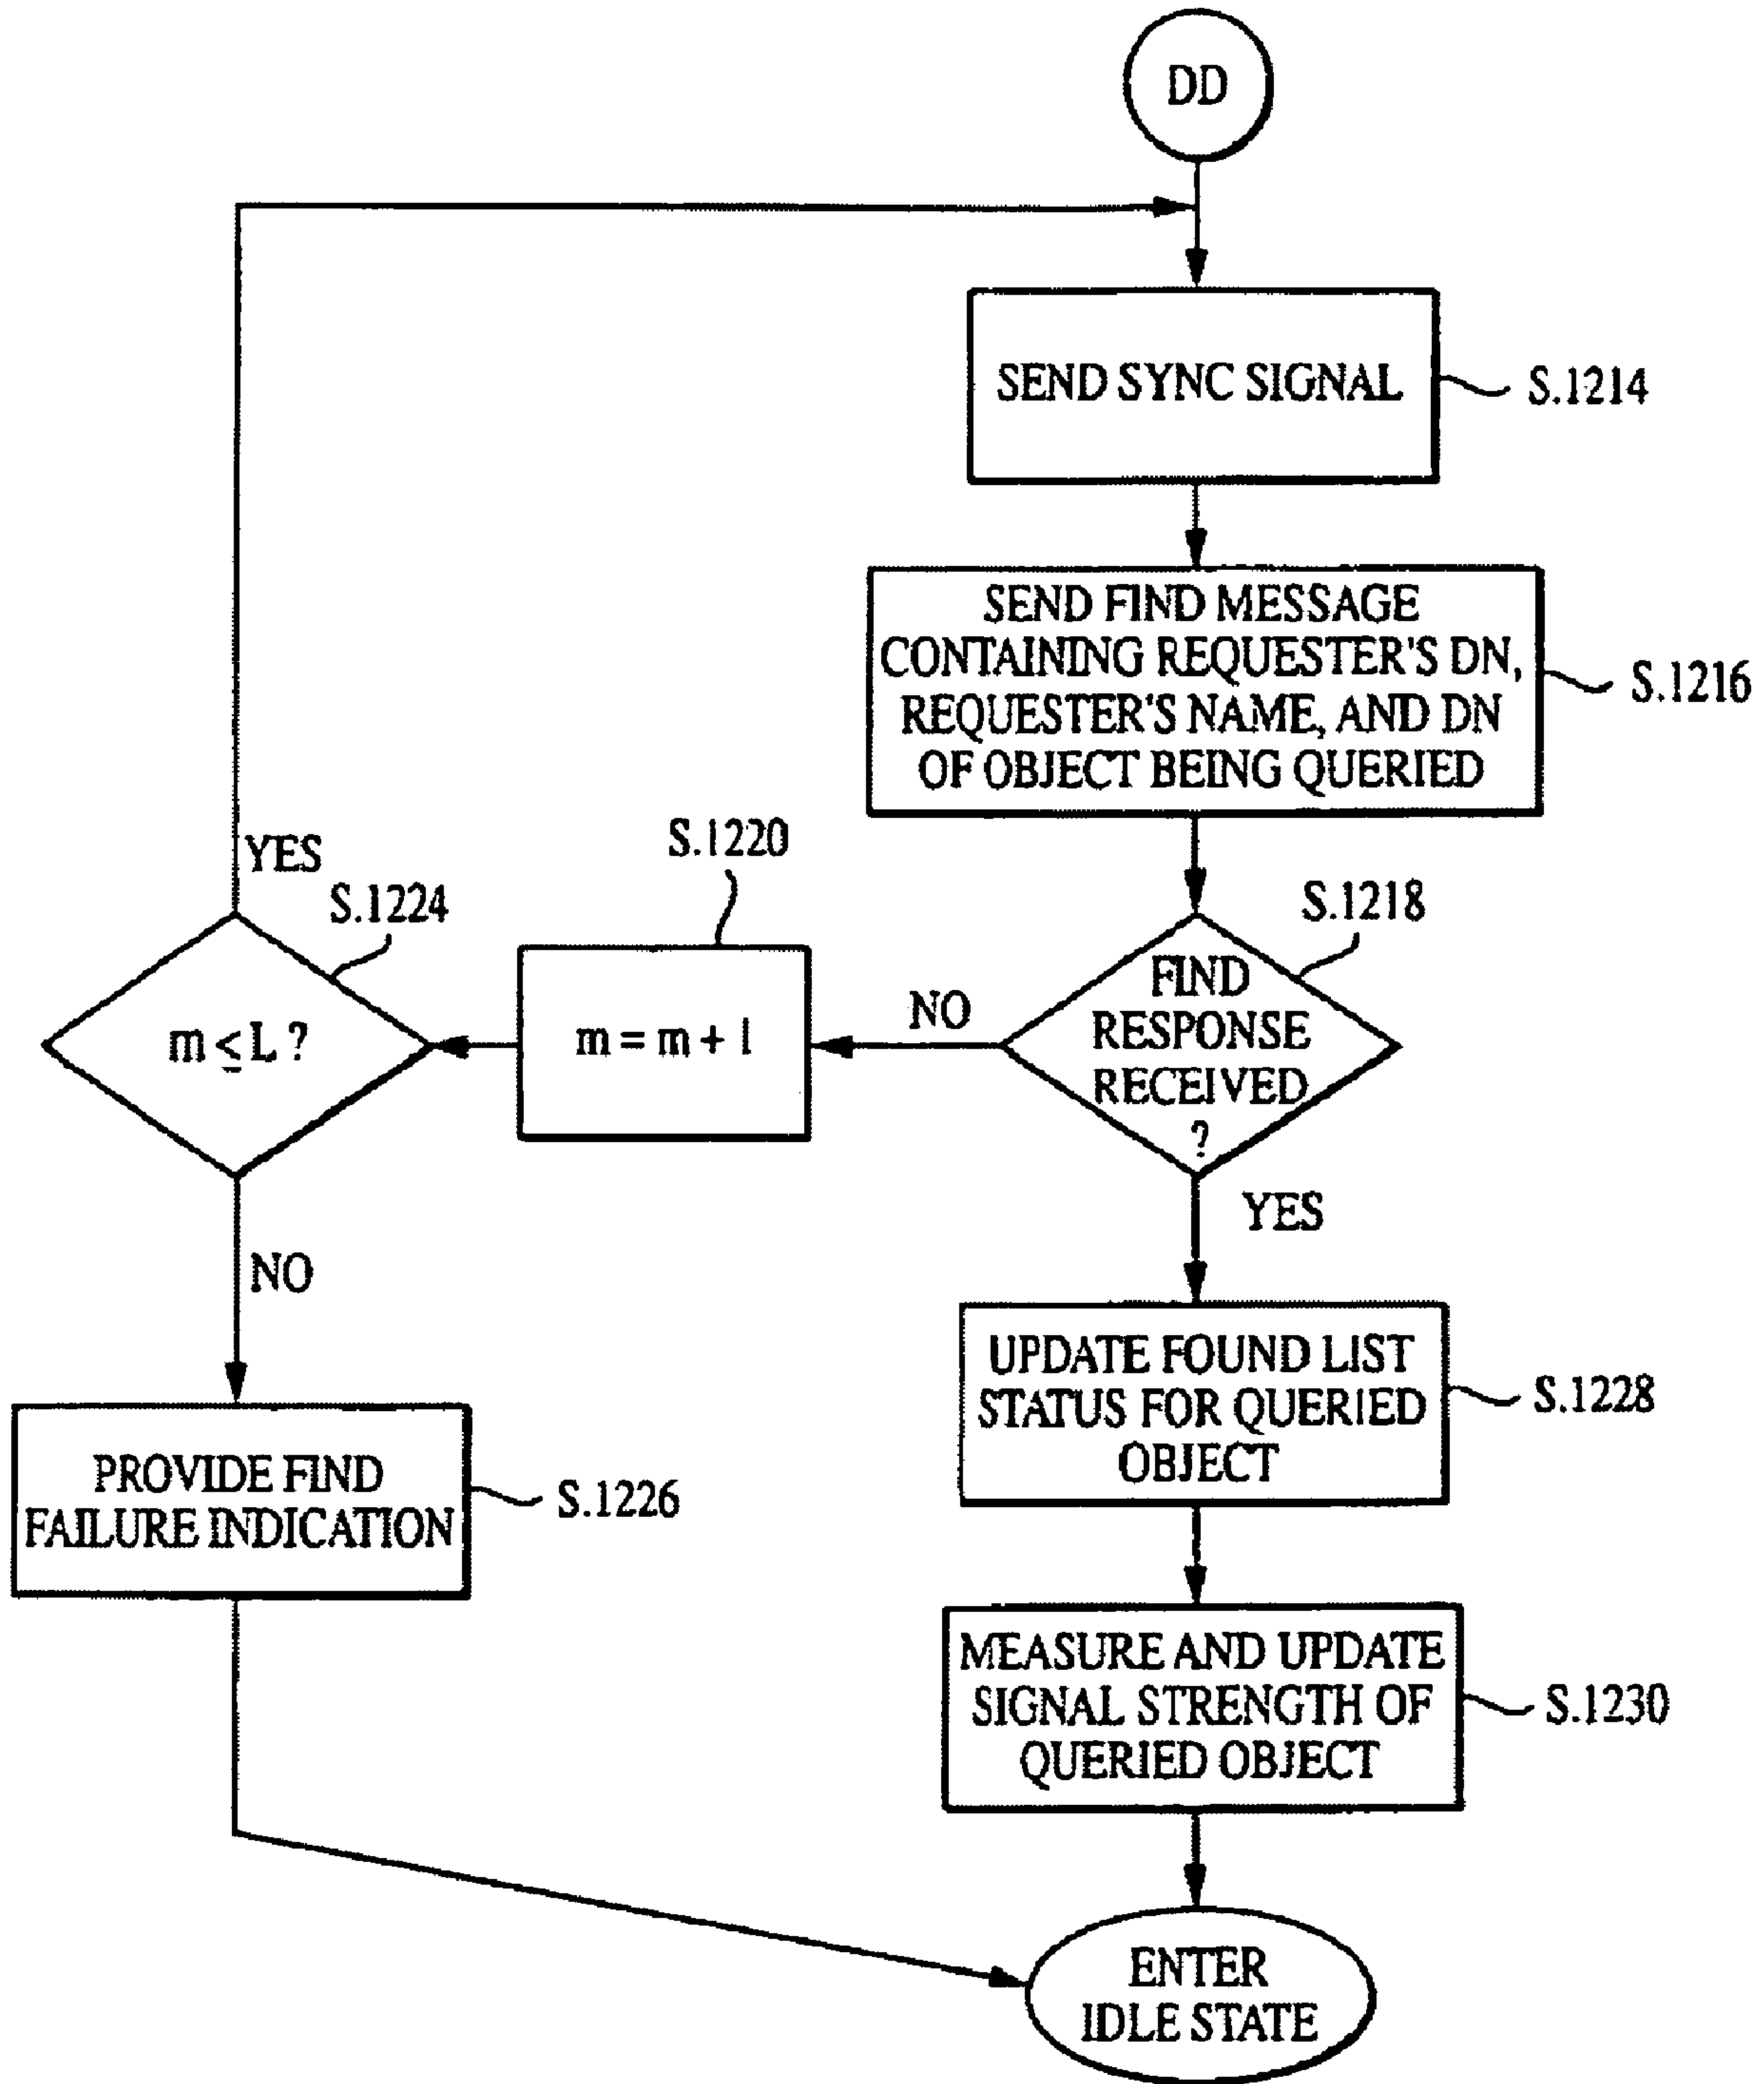 DD
SEND SYNC SIGNAL
S.1214
SEND FIND MESSAGE
CONTAINING REQUESTER'S DN,
REQUESTER'S NAME, AND DN
OF OBJECT BEING QUERIED
S.1216
FIND
RESPONSE
RECEIVED
?
S.1218
NO
YES
m = m + 1
S.1220
m ≤ L ?
S.1224
YES
NO
PROVIDE FIND
FAILURE INDICATION
S.1226
UPDATE FOUND LIST
STATUS FOR QUERIED
OBJECT
S.1228
MEASURE AND UPDATE
SIGNAL STRENGTH OF
QUERIED OBJECT
S.1230
ENTER
IDLE STATE